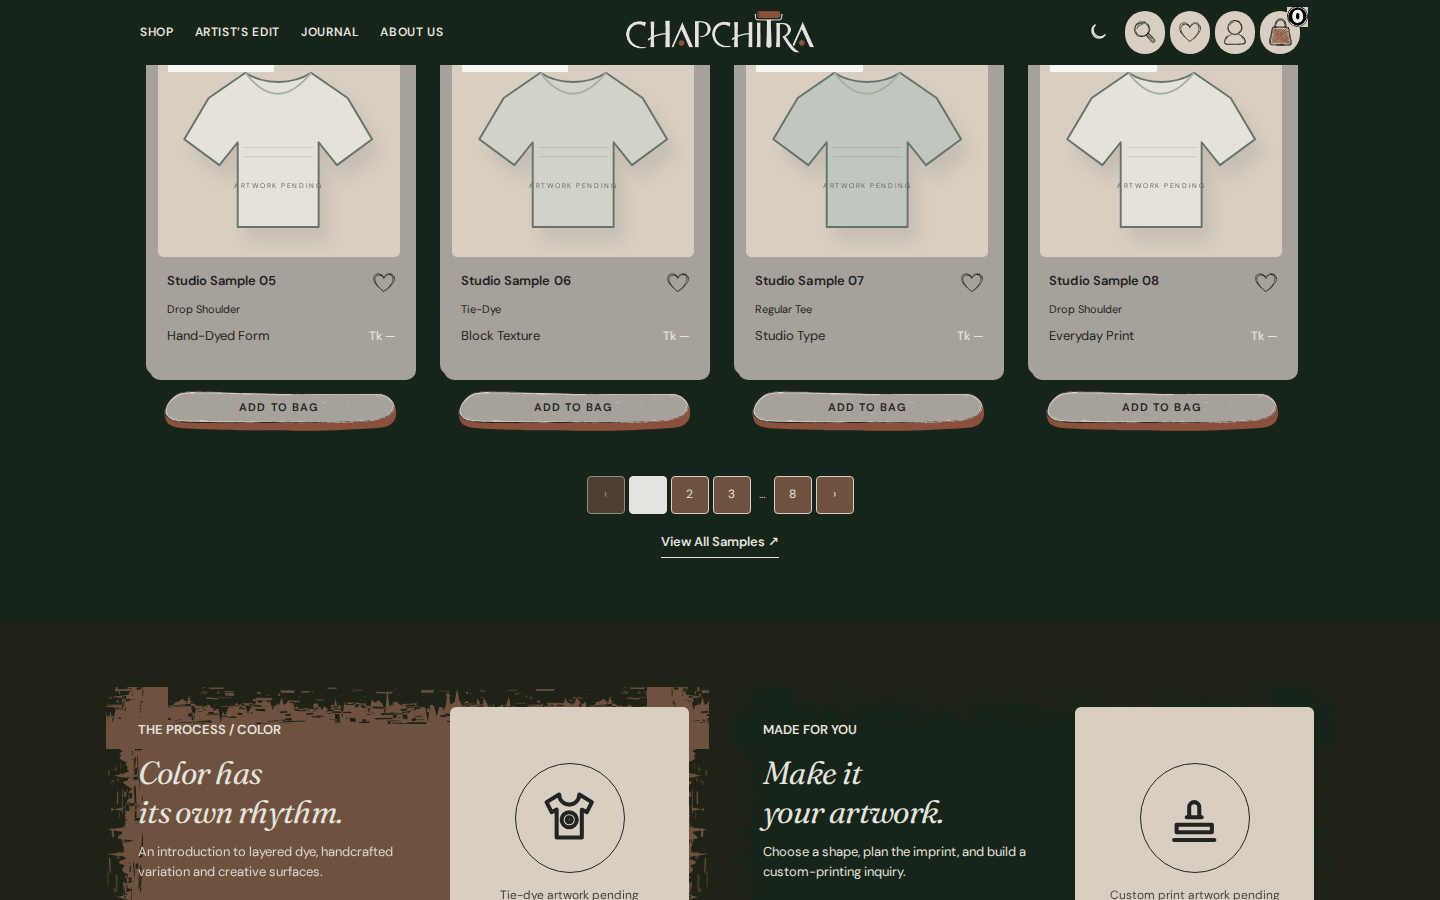 SHOP ARTIST'S EDIT JOURNAL ABOUT US CHAPCHITRA 0
ARTWORK PENDING ARTWORK PENDING ARTWORK PENDING ARTWORK PENDING
Studio Sample 05 Studio Sample 06 Studio Sample 07 Studio Sample 08
Drop Shoulder Tie-Dye Regular Tee Drop Shoulder
Hand-Dyed Form Tk — Block Texture Tk — Studio Type Tk — Everyday Print Tk —
ADD TO BAG ADD TO BAG ADD TO BAG ADD TO BAG
‹ 2 3 … 8 ›
View All Samples ↗
THE PROCESS / COLOR
Color has
its own rhythm.
An introduction to layered dye, handcrafted
variation and creative surfaces.
Tie-dye artwork pending
MADE FOR YOU
Make it
your artwork.
Choose a shape, plan the imprint, and build a
custom-printing inquiry.
Custom print artwork pending